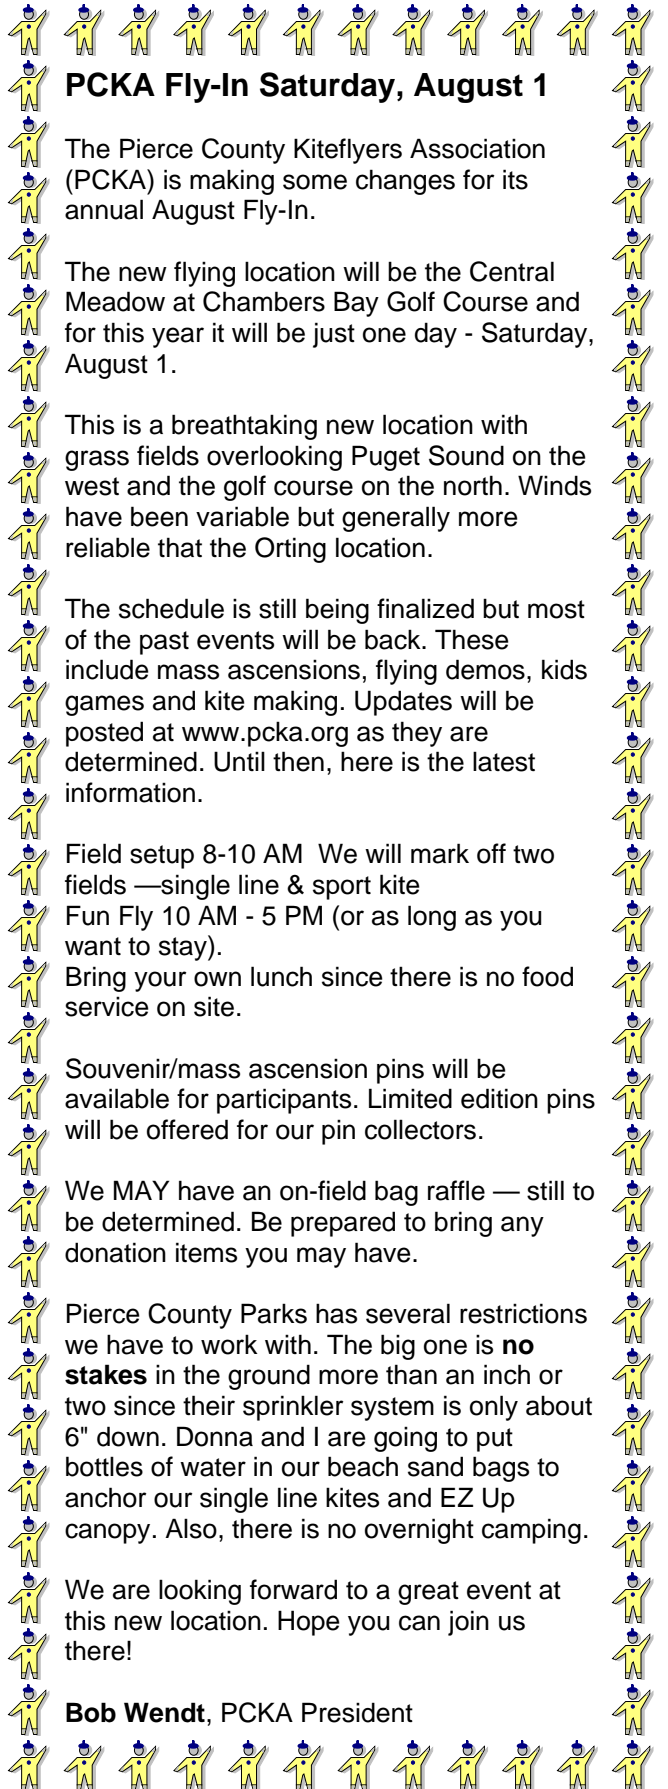 PCKA Fly-In Saturday, August 1
The Pierce County Kiteflyers Association
(PCKA) is making some changes for its
annual August Fly-In.
The new flying location will be the Central
Meadow at Chambers Bay Golf Course and
for this year it will be just one day - Saturday,
August 1.
This is a breathtaking new location with
grass fields overlooking Puget Sound on the
west and the golf course on the north. Winds
have been variable but generally more
reliable that the Orting location.
The schedule is still being finalized but most
of the past events will be back. These
include mass ascensions, flying demos, kids
games and kite making. Updates will be
posted at www.pcka.org as they are
determined. Until then, here is the latest
information.
Field setup 8-10 AM  We will mark off two
fields —single line & sport kite
Fun Fly 10 AM - 5 PM (or as long as you
want to stay).
Bring your own lunch since there is no food
service on site.
Souvenir/mass ascension pins will be
available for participants. Limited edition pins
will be offered for our pin collectors.
We MAY have an on-field bag raffle — still to
be determined. Be prepared to bring any
donation items you may have.
Pierce County Parks has several restrictions
we have to work with. The big one is no
stakes in the ground more than an inch or
two since their sprinkler system is only about
6" down. Donna and I are going to put
bottles of water in our beach sand bags to
anchor our single line kites and EZ Up
canopy. Also, there is no overnight camping.
We are looking forward to a great event at
this new location. Hope you can join us
there!
Bob Wendt, PCKA President